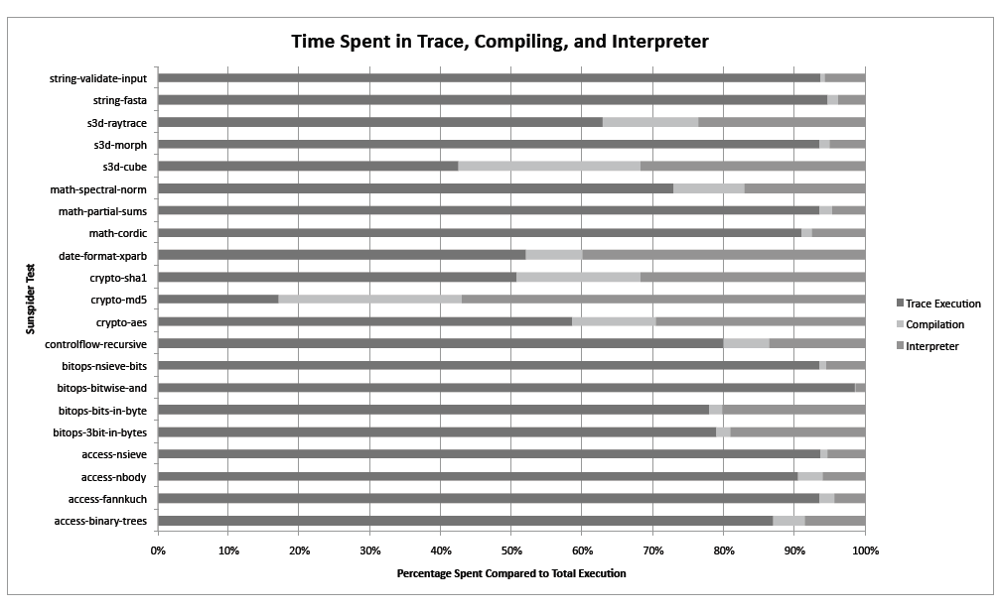 Time Spent in Trace, Compiling, and Interpreter
string-validate-input
string-fasta
s3d-raytrace
s3d-morph
s3d-cube
math-spectral-norm
math-partial-sums
math-cordic
date-format-xparb
crypto-sha1
crypto-md5
crypto-aes
controlflow-recursive
bitops-nsieve-bits
bitops-bitwise-and
bitops-bits-in-byte
bitops-3bit-in-bytes
access-nsieve
access-nbody
access-fannkuch
access-binary-trees
Sunspider Test
0% 10% 20% 30% 40% 50% 60% 70% 80% 90% 100%
Percentage Spent Compared to Total Execution
Trace Execution
Compilation
Interpreter